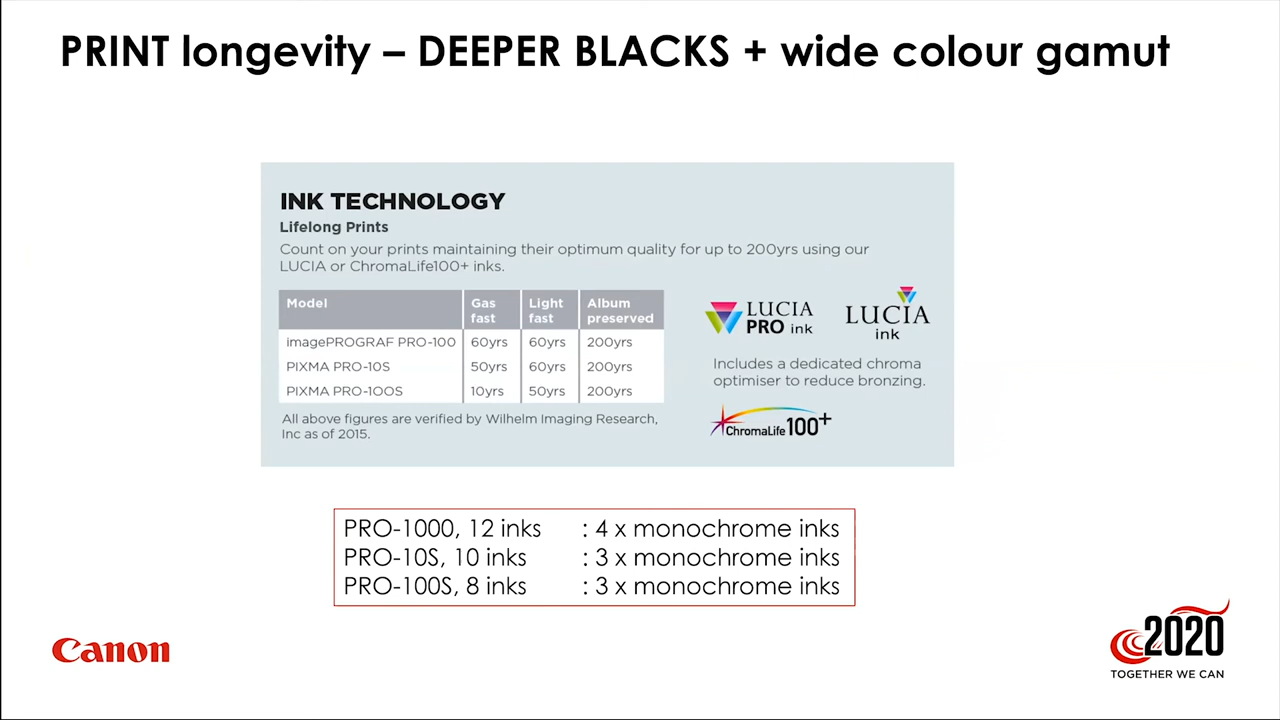 PRINT longevity – DEEPER BLACKS + wide colour gamut
INK TECHNOLOGY
Lifelong Prints
Count on your prints maintaining their optimum quality for up to 200yrs using our
LUCIA or ChromaLife100+ inks.
Model Gas fast Light fast Album preserved
imagePROGRAF PRO-100 60yrs 60yrs 200yrs
PIXMA PRO-10S 50yrs 60yrs 200yrs
PIXMA PRO-100S 10yrs 50yrs 200yrs
All above figures are verified by Wilhelm Imaging Research,
Inc as of 2015.
LUCIA
PRO ink
LUCIA
ink
Includes a dedicated chroma
optimiser to reduce bronzing.
ChromaLife 100+
PRO-1000, 12 inks : 4 x monochrome inks
PRO-10S, 10 inks : 3 x monochrome inks
PRO-100S, 8 inks : 3 x monochrome inks
Canon
2020
TOGETHER WE CAN